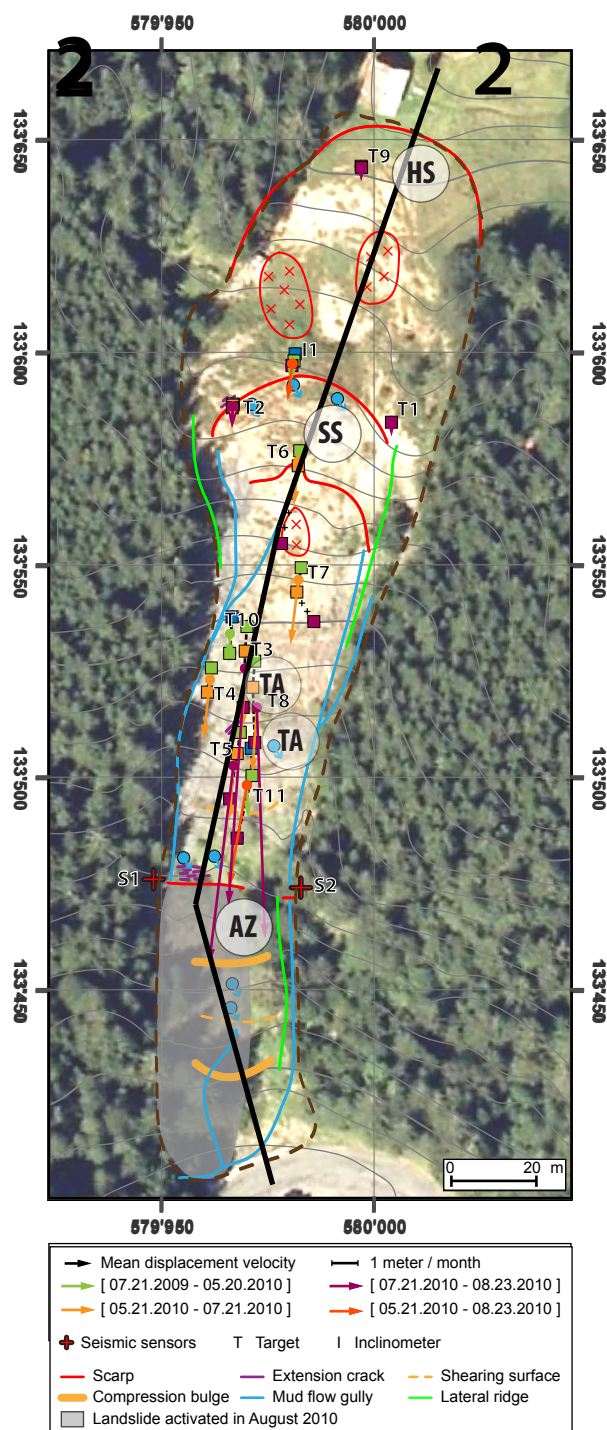 579'950 580'000
2 2
133'650 133'650
T9
HS
133'600 133'600
I1
T2
T1
SS
T6
133'550 133'550
T7
T10
T3
TA
T4
T8
TA
T5
133'500 133'500
T11
S1
S2
AZ
133'450 133'450
0 20 m
579'950 580'000
Mean displacement velocity 1 meter / month
[ 07.21.2009 - 05.20.2010 ] [ 07.21.2010 - 08.23.2010 ]
[ 05.21.2010 - 07.21.2010 ] [ 05.21.2010 - 08.23.2010 ]
Seismic sensors T Target I Inclinometer
Scarp Extension crack Shearing surface
Compression bulge Mud flow gully Lateral ridge
Landslide activated in August 2010